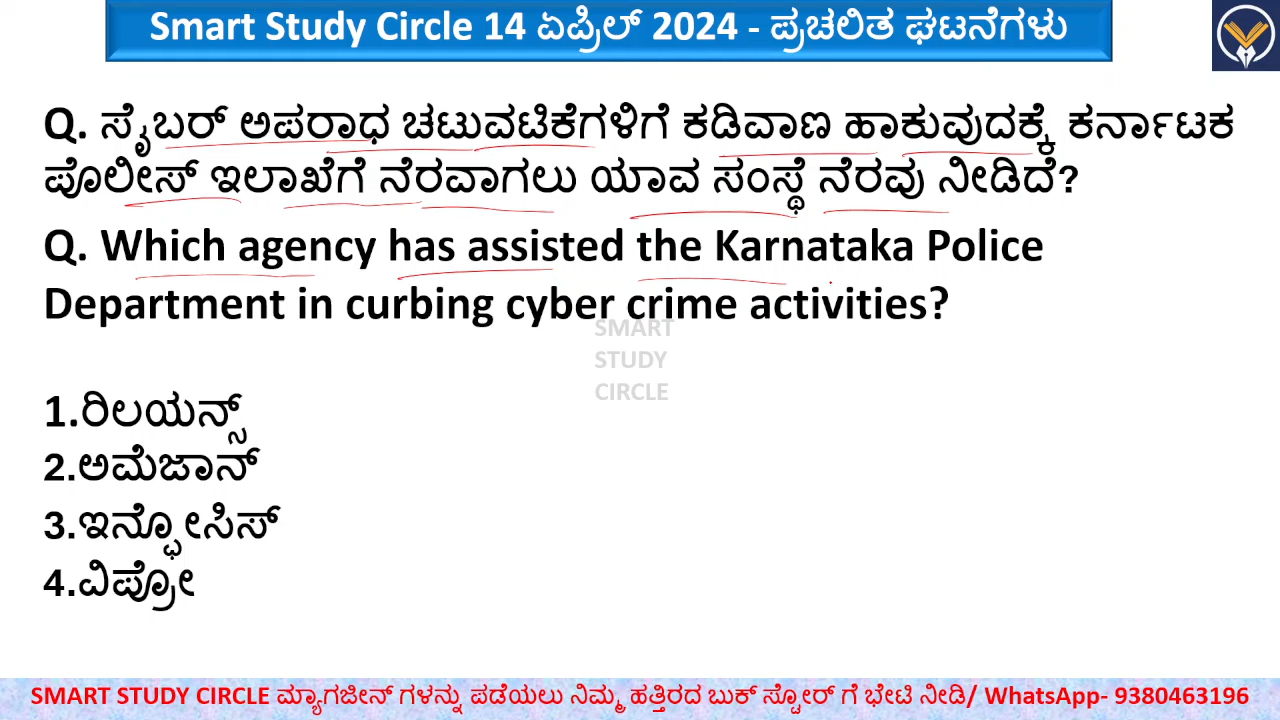 Smart Study Circle 14 ಏಪ್ರಿಲ್ 2024 - ಪ್ರಚಲಿತ ಘಟನೆಗಳು
Q. ಸೈಬರ್ ಅಪರಾಧ ಚಟುವಟಿಕೆಗಳಿಗೆ ಕಡಿವಾಣ ಹಾಕುವುದಕ್ಕೆ ಕರ್ನಾಟಕ
ಪೊಲೀಸ್ ಇಲಾಖೆಗೆ ನೆರವಾಗಲು ಯಾವ ಸಂಸ್ಥೆ ನೆರವು ನೀಡಿದೆ?
Q. Which agency has assisted the Karnataka Police
Department in curbing cyber crime activities?
SMART
STUDY
CIRCLE
1.ರಿಲಯನ್ಸ್
2.ಅಮೆಜಾನ್
3.ಇನ್ಫೋಸಿಸ್
4.ವಿಪ್ರೋ
SMART STUDY CIRCLE ಮ್ಯಾಗಜೀನ್ ಗಳನ್ನು ಪಡೆಯಲು ನಿಮ್ಮ ಹತ್ತಿರದ ಬುಕ್ ಸ್ಟೋರ್ ಗೆ ಭೇಟಿ ನೀಡಿ/ WhatsApp- 9380463196